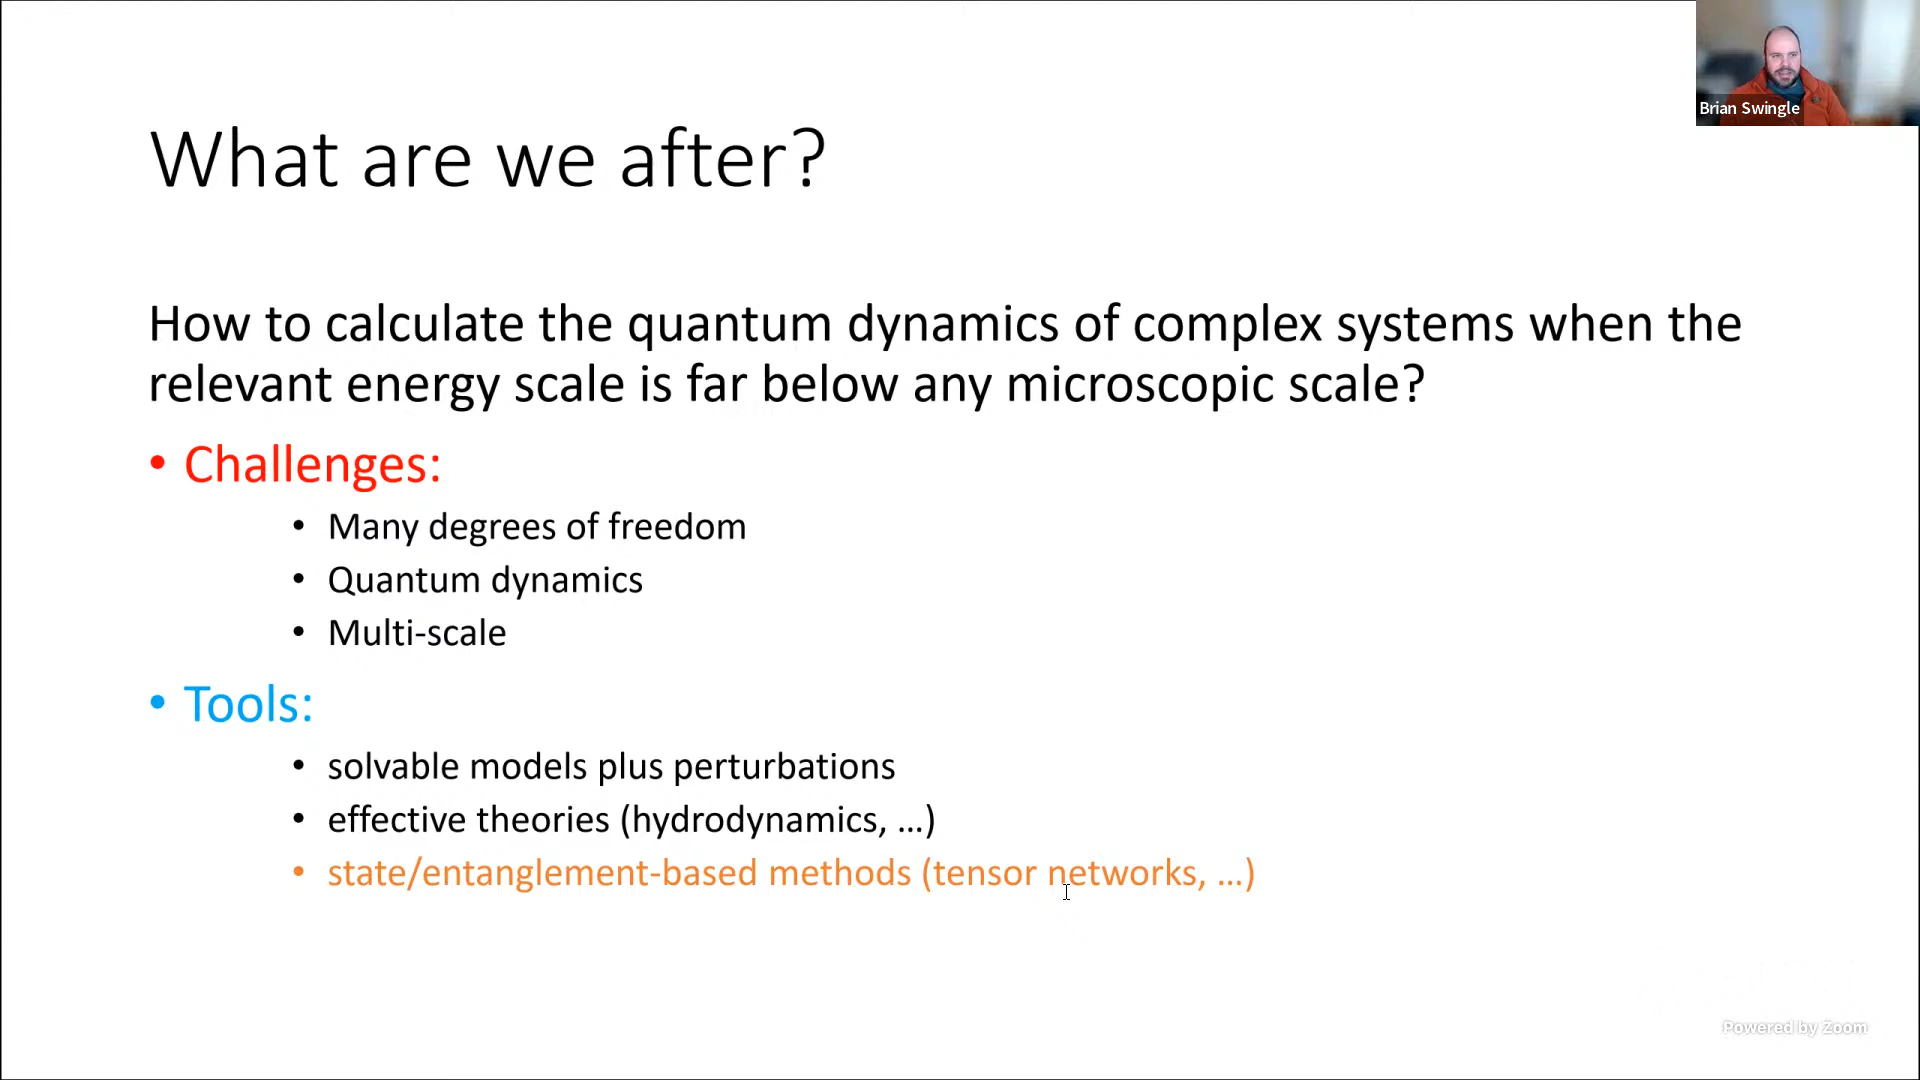 Brian Swingle
What are we after?
How to calculate the quantum dynamics of complex systems when the
relevant energy scale is far below any microscopic scale?
• Challenges:
• Many degrees of freedom
• Quantum dynamics
• Multi-scale
• Tools:
• solvable models plus perturbations
• effective theories (hydrodynamics, …)
• state/entanglement-based methods (tensor networks, …)
Powered by Zoom